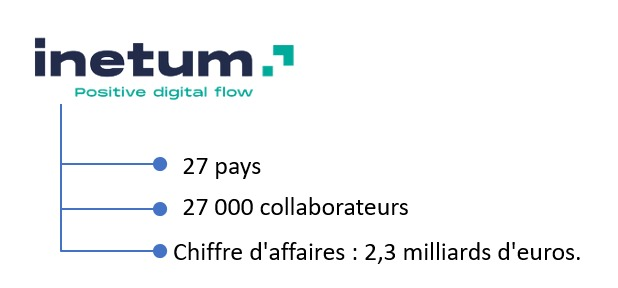 inetum.
Positive digital flow
27 pays
27 000 collaborateurs
Chiffre d'affaires : 2,3 milliards d'euros.